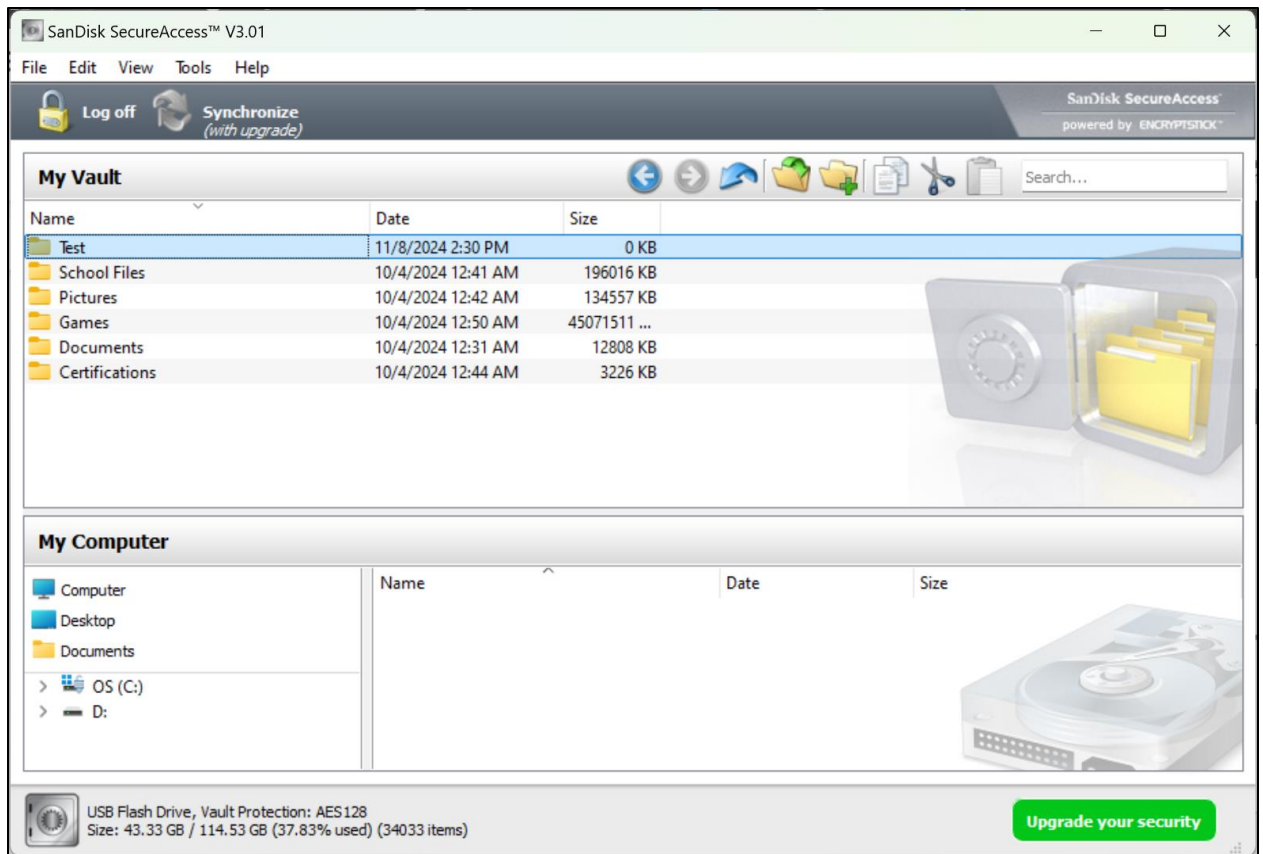 SanDisk SecureAccess™ V3.01
File Edit View Tools Help
Log off Synchronize
(with upgrade)
SanDisk SecureAccess™
powered by ENCRYPTSTICK™
My Vault Search...
Name Date Size
Test 11/8/2024 2:30 PM 0 KB
School Files 10/4/2024 12:41 AM 196016 KB
Pictures 10/4/2024 12:42 AM 134557 KB
Games 10/4/2024 12:50 AM 45071511 ...
Documents 10/4/2024 12:31 AM 12808 KB
Certifications 10/4/2024 12:44 AM 3226 KB
My Computer
Name Date Size
Computer
Desktop
Documents
OS (C:)
D:
USB Flash Drive, Vault Protection: AES128
Size: 43.33 GB / 114.53 GB (37.83% used) (34033 items)
Upgrade your security